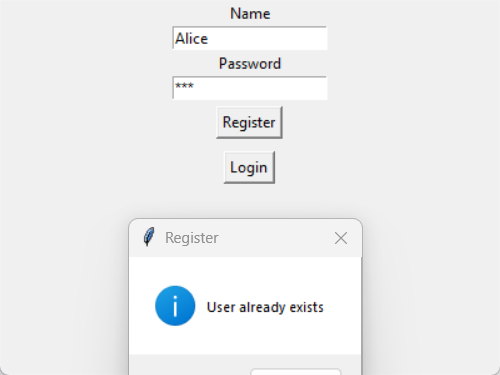 Name
Alice
Password
***
Register
Login
Register
User already exists